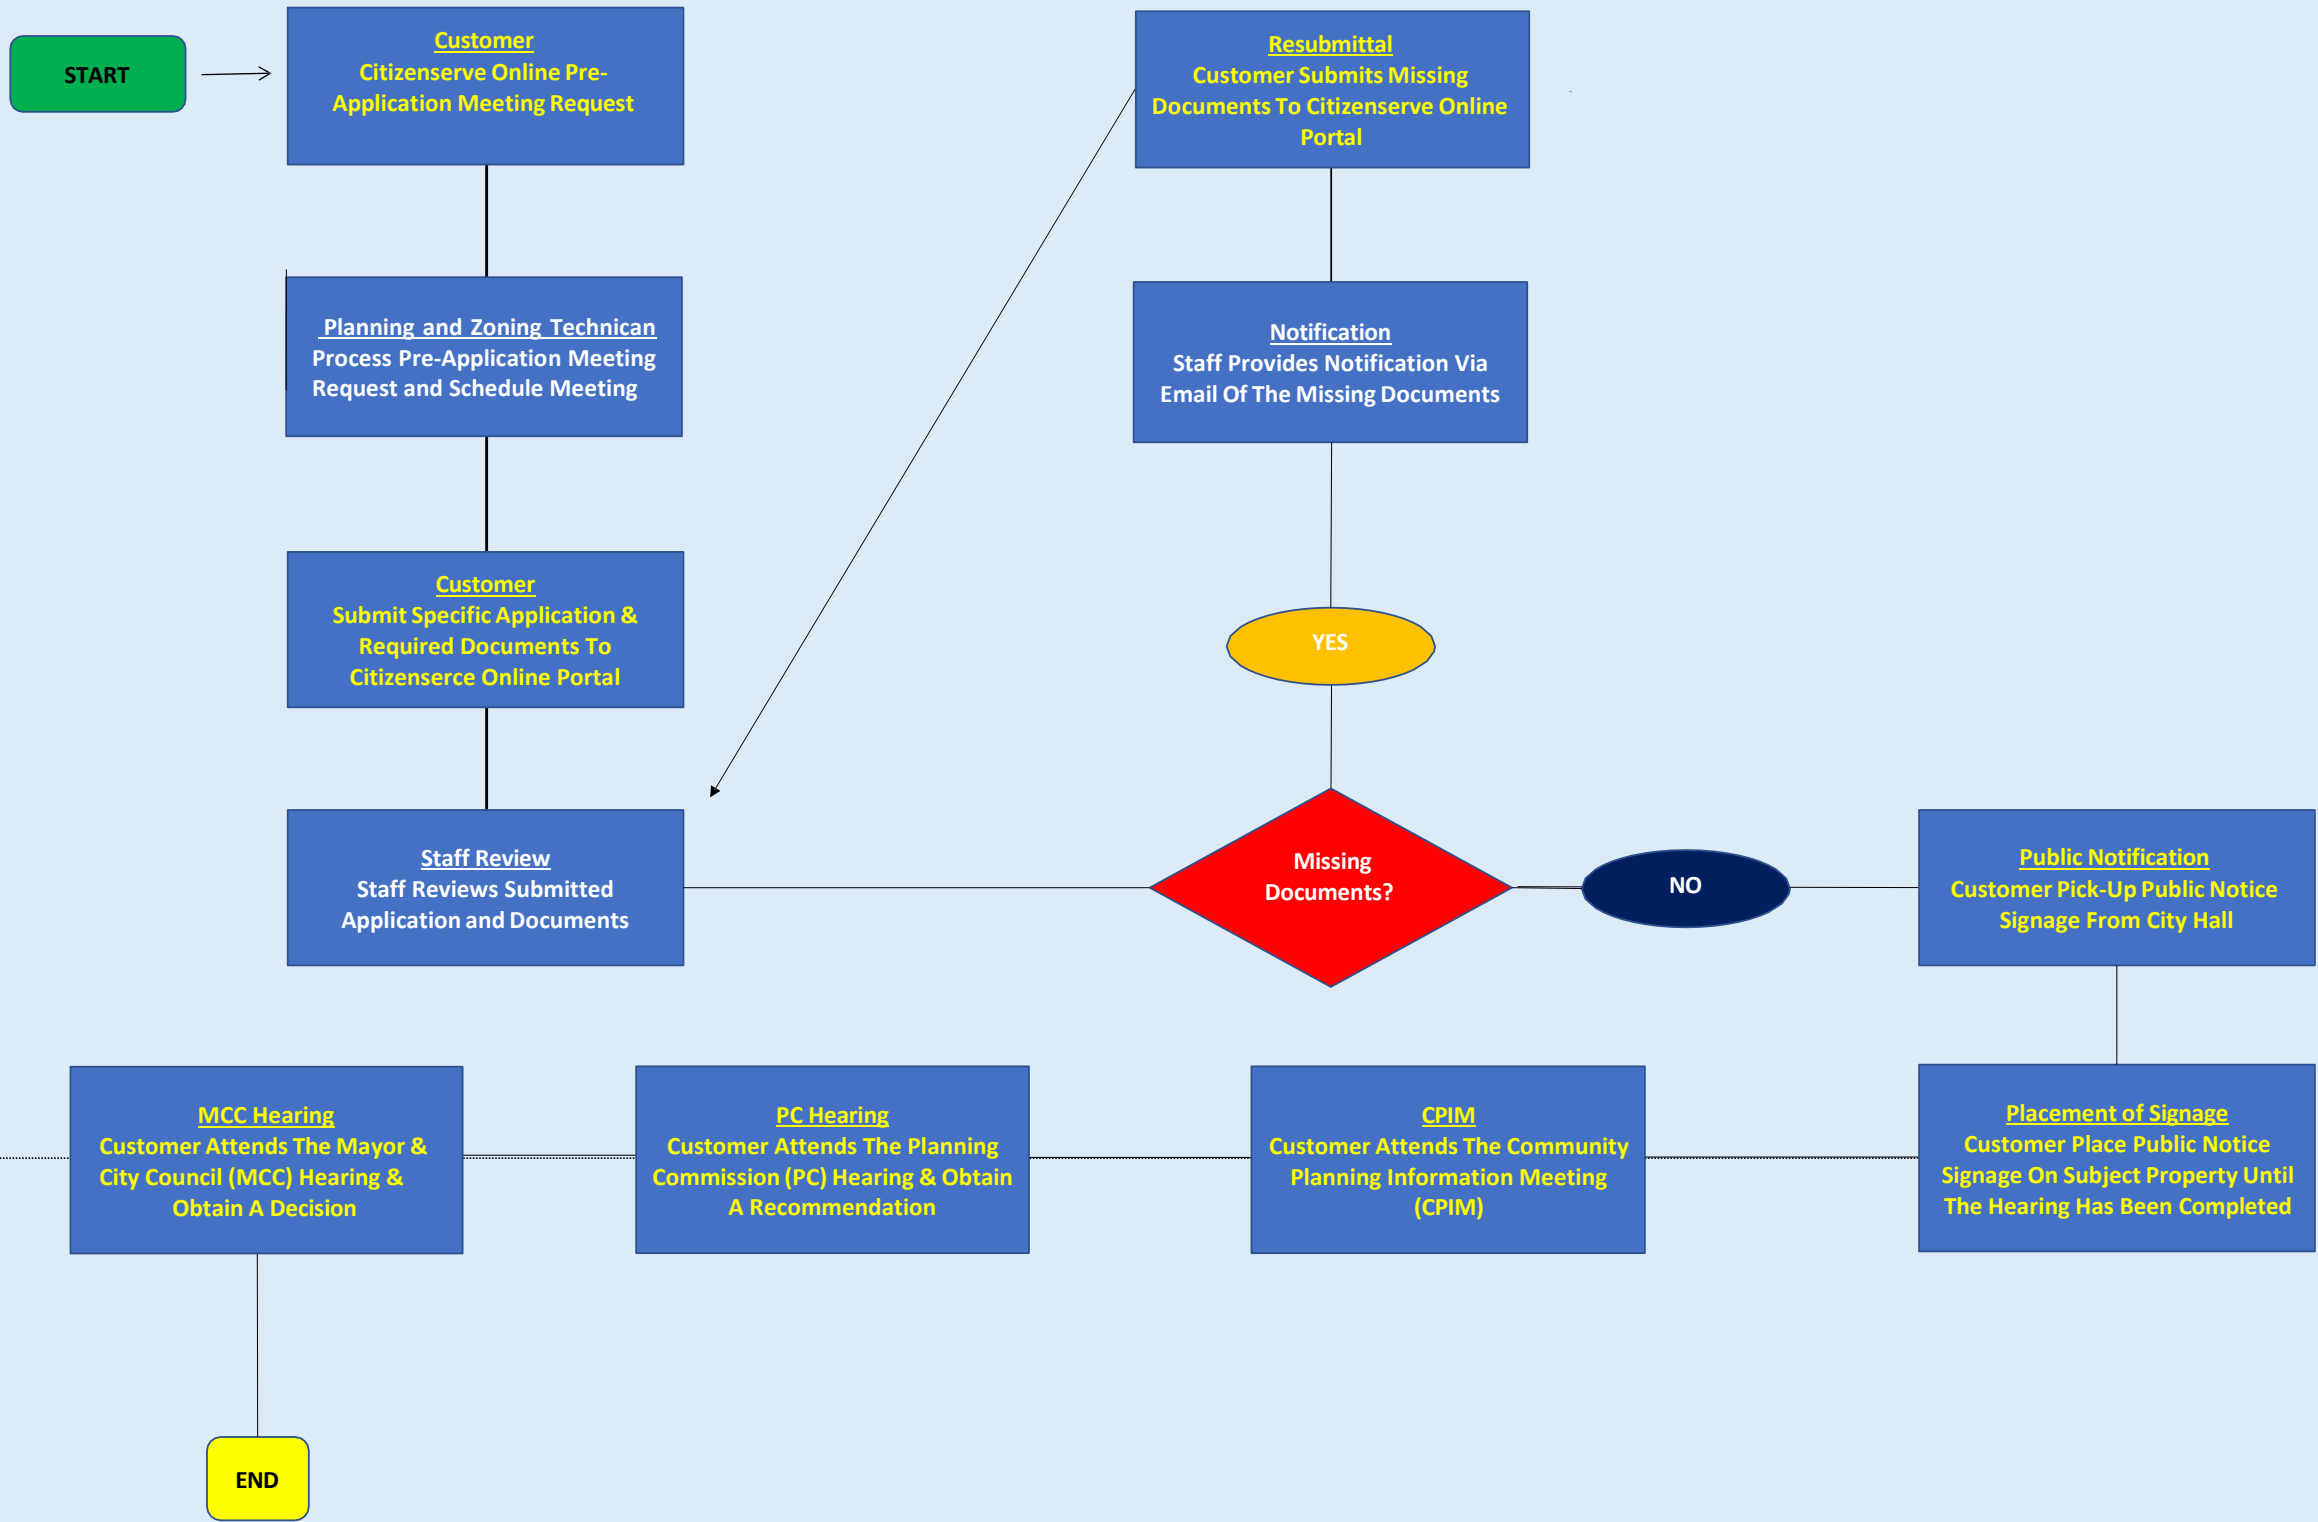 START
Customer
Citizenserve Online Pre-
Application Meeting Request
Planning and Zoning Technican
Process Pre-Application Meeting
Request and Schedule Meeting
Customer
Submit Specific Application &
Required Documents To
Citizenserce Online Portal
Staff Review
Staff Reviews Submitted
Application and Documents
Missing
Documents?
YES
Notification
Staff Provides Notification Via
Email Of The Missing Documents
Resubmittal
Customer Submits Missing
Documents To Citizenserve Online
Portal
NO
Public Notification
Customer Pick-Up Public Notice
Signage From City Hall
Placement of Signage
Customer Place Public Notice
Signage On Subject Property Until
The Hearing Has Been Completed
CPIM
Customer Attends The Community
Planning Information Meeting
(CPIM)
PC Hearing
Customer Attends The Planning
Commission (PC) Hearing & Obtain
A Recommendation
MCC Hearing
Customer Attends The Mayor &
City Council (MCC) Hearing &
Obtain A Decision
END